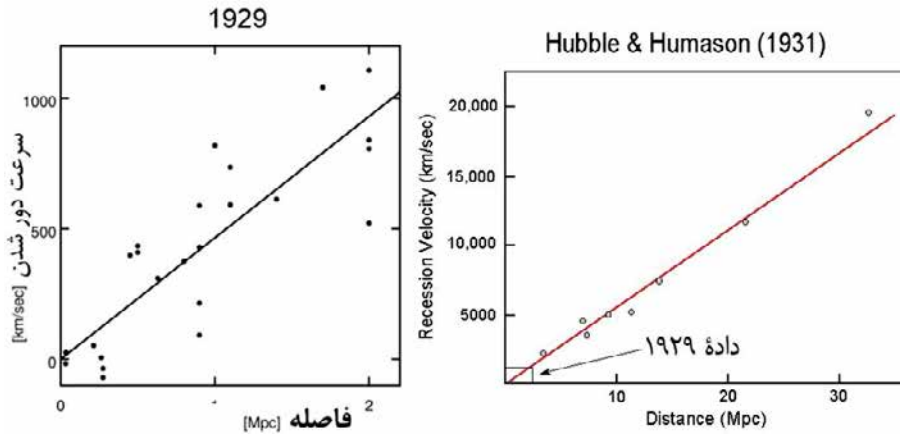 1929
سرعت دور شدن [km/sec]
1000
500
0
0
1
2
فاصله [Mpc]
Hubble & Humason (1931)
Recession Velocity (km/sec)
20,000
15,000
10,000
5000
دادهٔ ۱۹۲۹
10
20
30
Distance (Mpc)